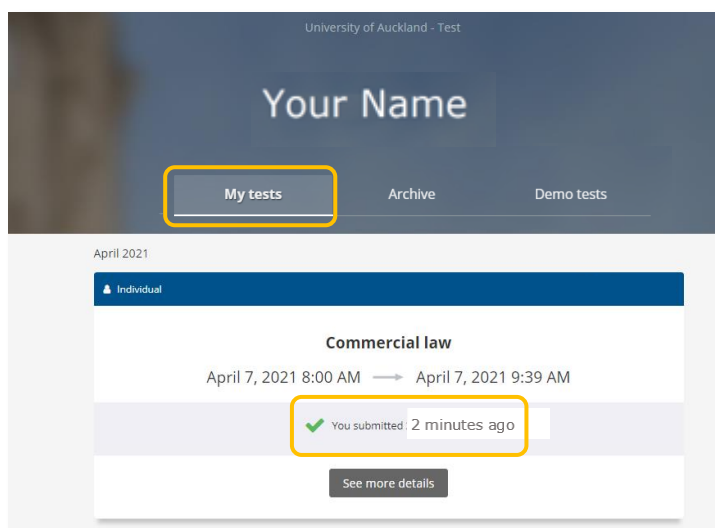 University of Auckland - Test
Your Name
My tests Archive Demo tests
April 2021
Individual
Commercial law
April 7, 2021 8:00 AM → April 7, 2021 9:39 AM
You submitted 2 minutes ago
See more details